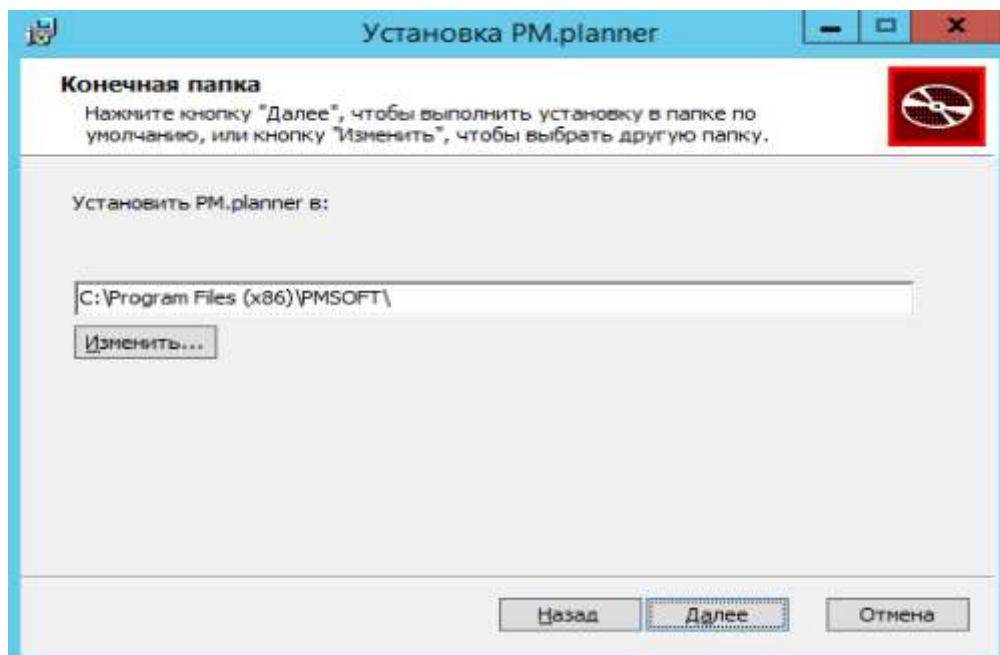 Установка PM.planner
Конечная папка
Нажмите кнопку "Далее", чтобы выполнить установку в папке по
умолчанию, или кнопку "Изменить", чтобы выбрать другую папку.
Установить PM.planner в:
C:\Program Files (x86)\PMSOFT\
Изменить...
Назад Далее Отмена